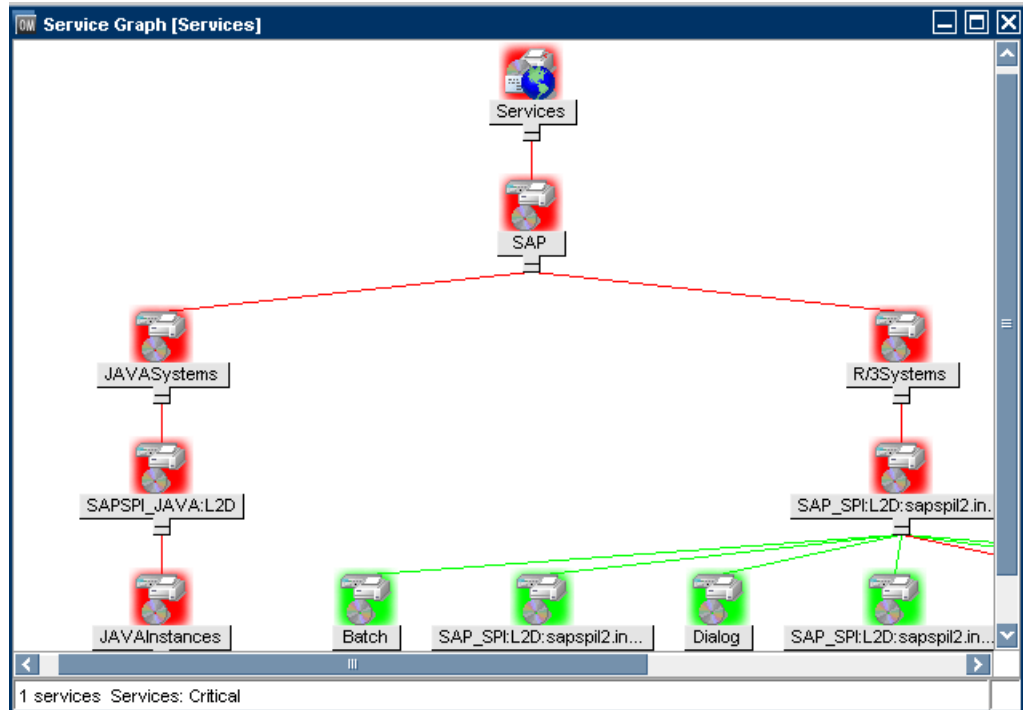 OM Service Graph [Services]
Services
SAP
JAVASystems
R/3Systems
SAPSPI_JAVA:L2D
SAP_SPI:L2D:sapspil2.in.
JAVAInstances
Batch
SAP_SPI:L2D:sapspil2.in...
Dialog
SAP_SPI:L2D:sapspil2.in...
1 services Services: Critical